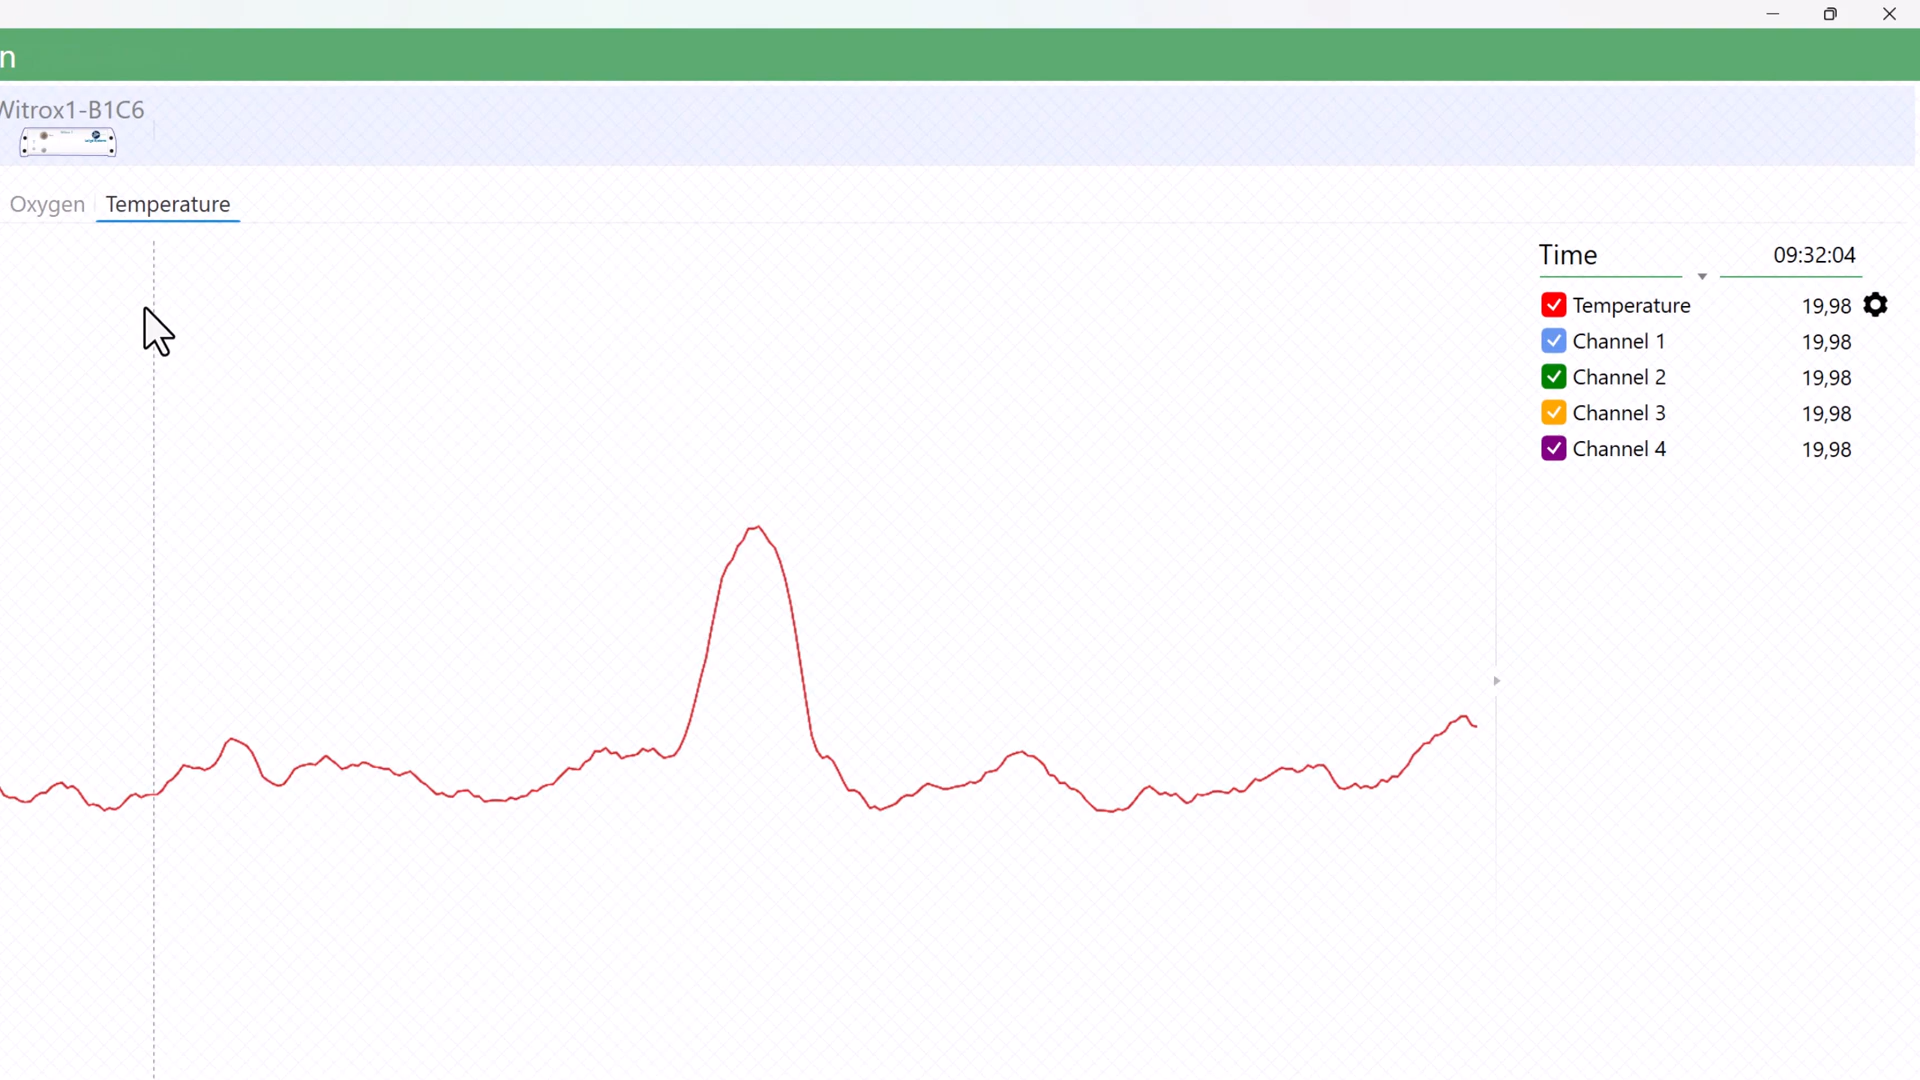 n
Witrox1-B1C6
Oxygen Temperature
Time 09:32:04
Temperature 19,98
Channel 1 19,98
Channel 2 19,98
Channel 3 19,98
Channel 4 19,98